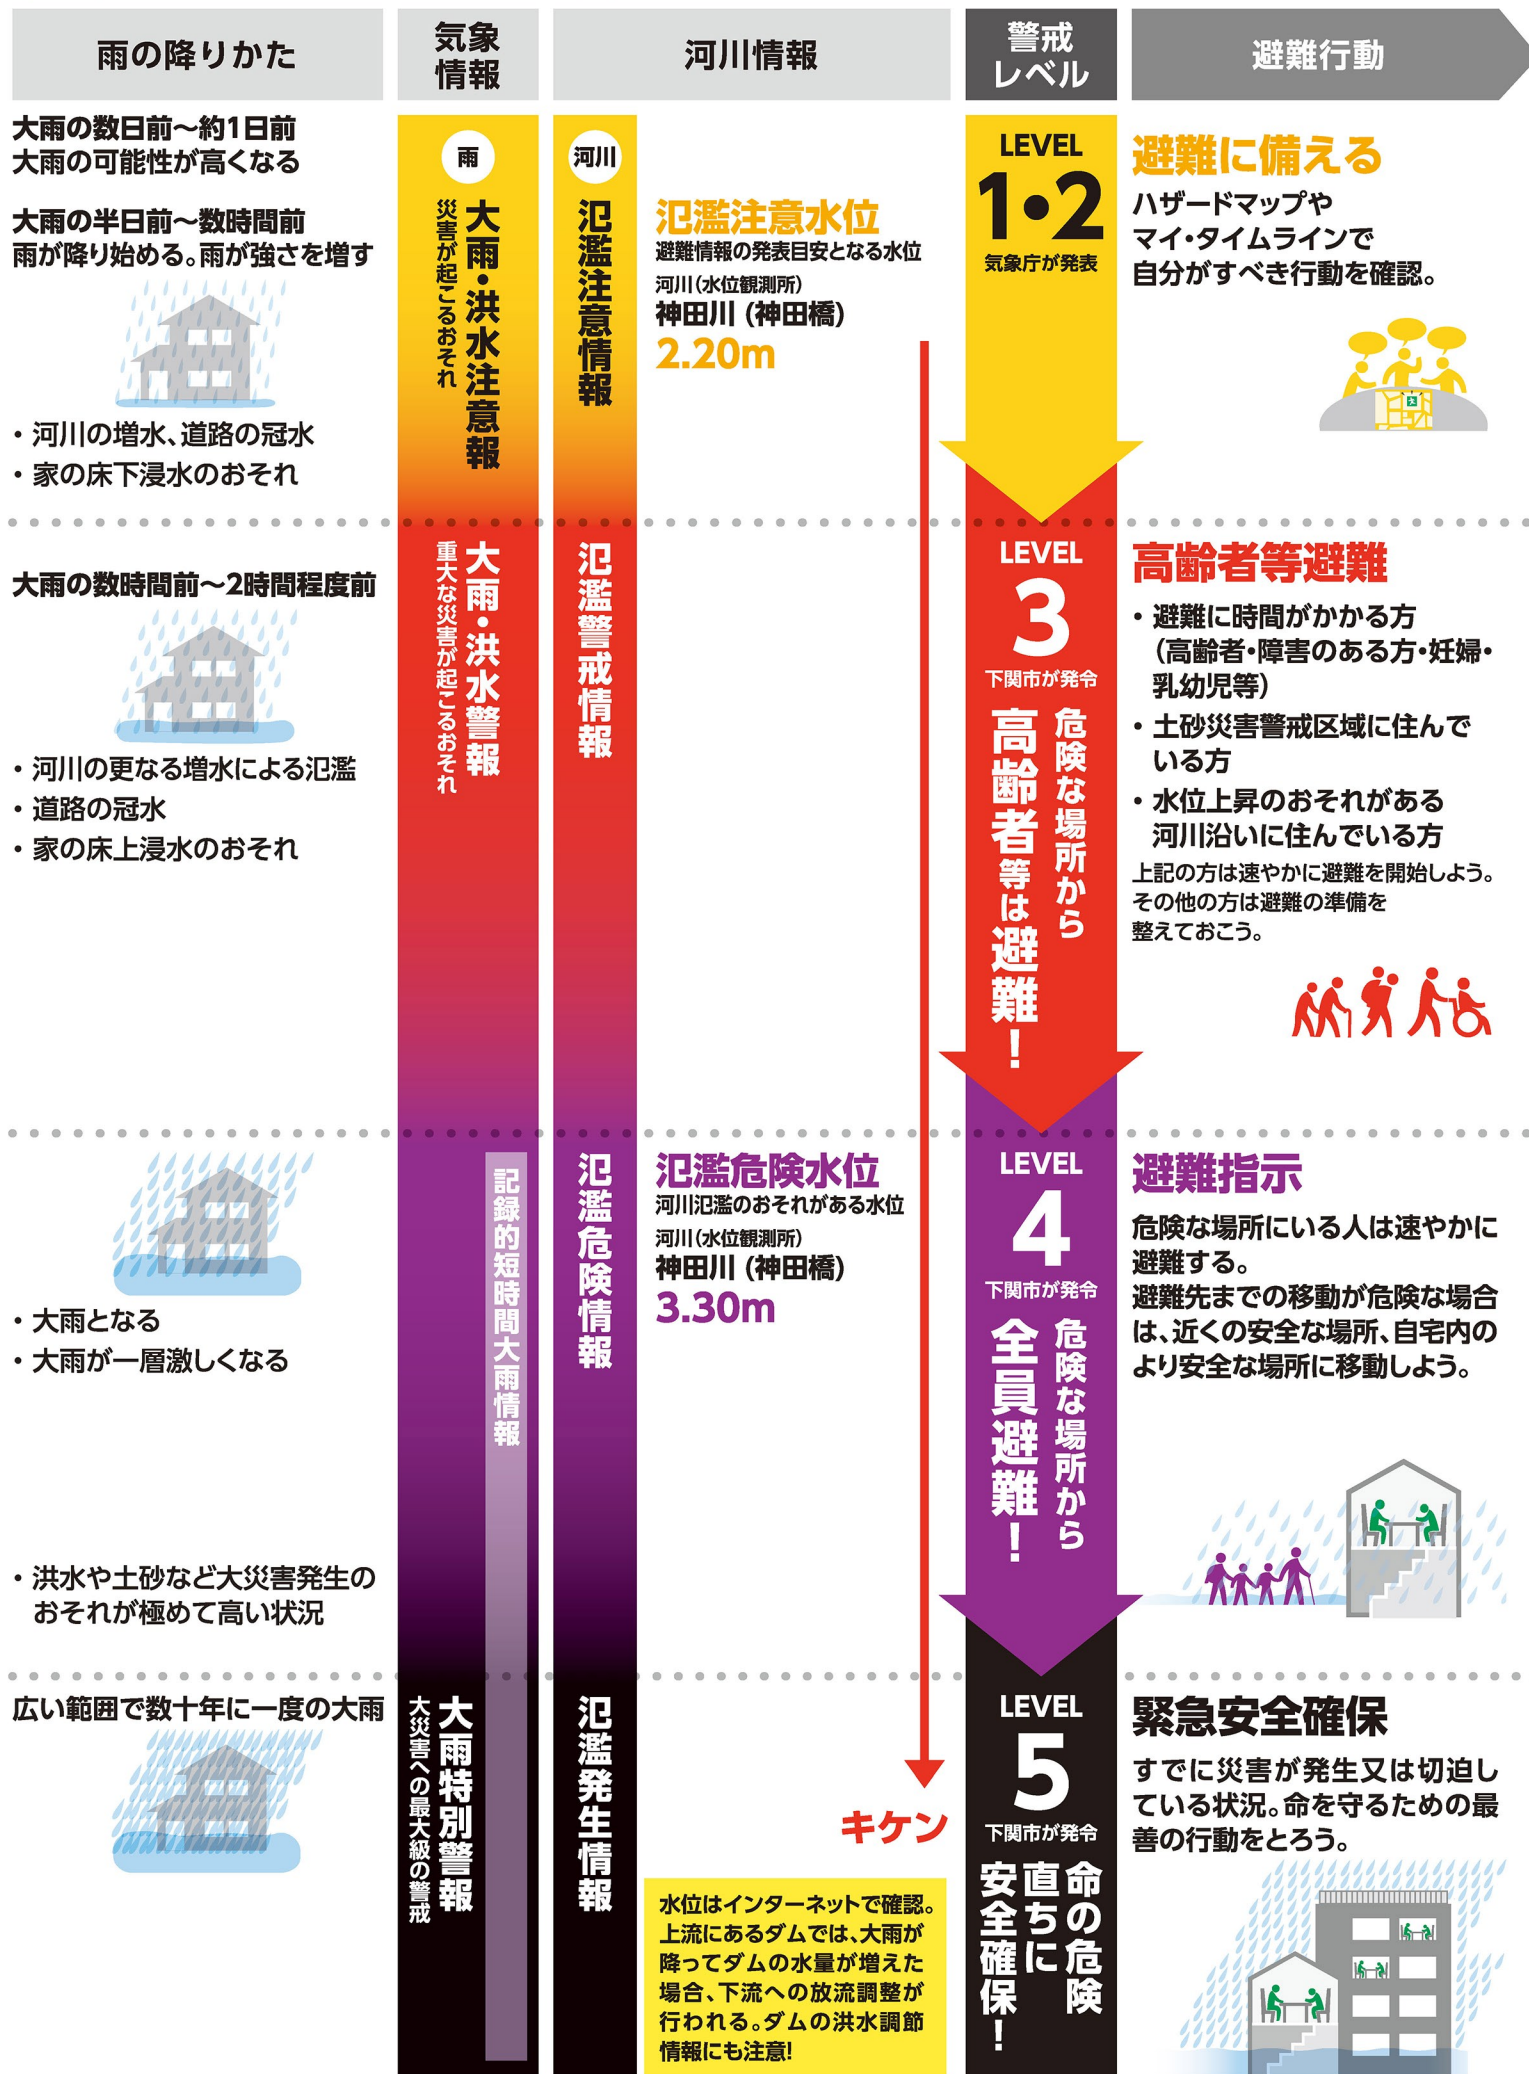 雨の降りかた
気象
情報
河川情報
警戒
レベル
避難行動
大雨の数日前～約1日前
大雨の可能性が高くなる
大雨の半日前～数時間前
雨が降り始める。雨が強さを増す
・河川の増水、道路の冠水
・家の床下浸水のおそれ
雨
大雨・洪水注意報
災害が起こるおそれ
河川
氾濫注意情報
氾濫注意水位
避難情報の発表目安となる水位
河川（水位観測所）
神田川（神田橋）
2.20m
LEVEL
1・2
気象庁が発表
避難に備える
ハザードマップや
マイ・タイムラインで
自分がすべき行動を確認。
大雨の数時間前～2時間程度前
・河川の更なる増水による氾濫
・道路の冠水
・家の床上浸水のおそれ
大雨・洪水警報
重大な災害が起こるおそれ
氾濫警戒情報
LEVEL
3
下関市が発令
危険な場所から
高齢者等は避難！
高齢者等避難
・避難に時間がかかる方
（高齢者・障害のある方・妊婦・
乳幼児等）
・土砂災害警戒区域に住んで
いる方
・水位上昇のおそれがある
河川沿いに住んでいる方
上記の方は速やかに避難を開始しよう。
その他の方は避難の準備を
整えておこう。
・大雨となる
・大雨が一層激しくなる
・洪水や土砂など大災害発生の
おそれが極めて高い状況
記録的短時間大雨情報
氾濫危険情報
氾濫危険水位
河川氾濫のおそれがある水位
河川（水位観測所）
神田川（神田橋）
3.30m
LEVEL
4
下関市が発令
危険な場所から
全員避難！
避難指示
危険な場所にいる人は速やかに
避難する。
避難先までの移動が危険な場合
は、近くの安全な場所、自宅内の
より安全な場所に移動しよう。
広い範囲で数十年に一度の大雨
大雨特別警報
大災害への最大級の警戒
氾濫発生情報
キケン
水位はインターネットで確認。
上流にあるダムでは、大雨が
降ってダムの水量が増えた
場合、下流への放流調整が
行われる。ダムの洪水調節
情報にも注意！
LEVEL
5
下関市が発令
命の危険
直ちに
安全確保！
緊急安全確保
すでに災害が発生又は切迫し
ている状況。命を守るための最
善の行動をとろう。